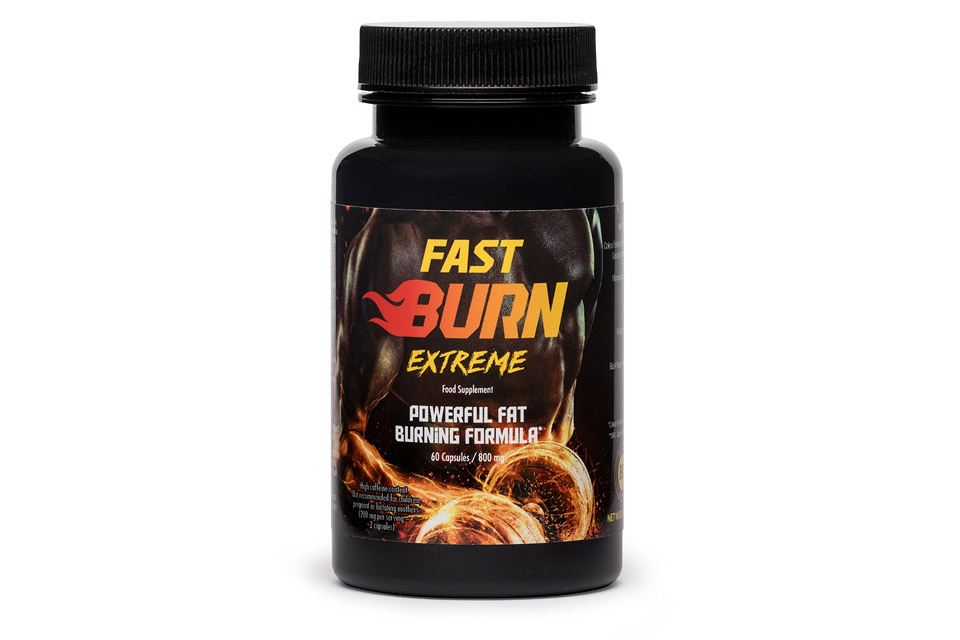 FAST
BURN
EXTREME
Food Supplement
POWERFUL FAT
BURNING FORMULA*
60 Capsules / 800 mg
High caffeine content.
Not recommended for children,
pregnant or lactating mothers
(200 mg per serving –
2 capsules).